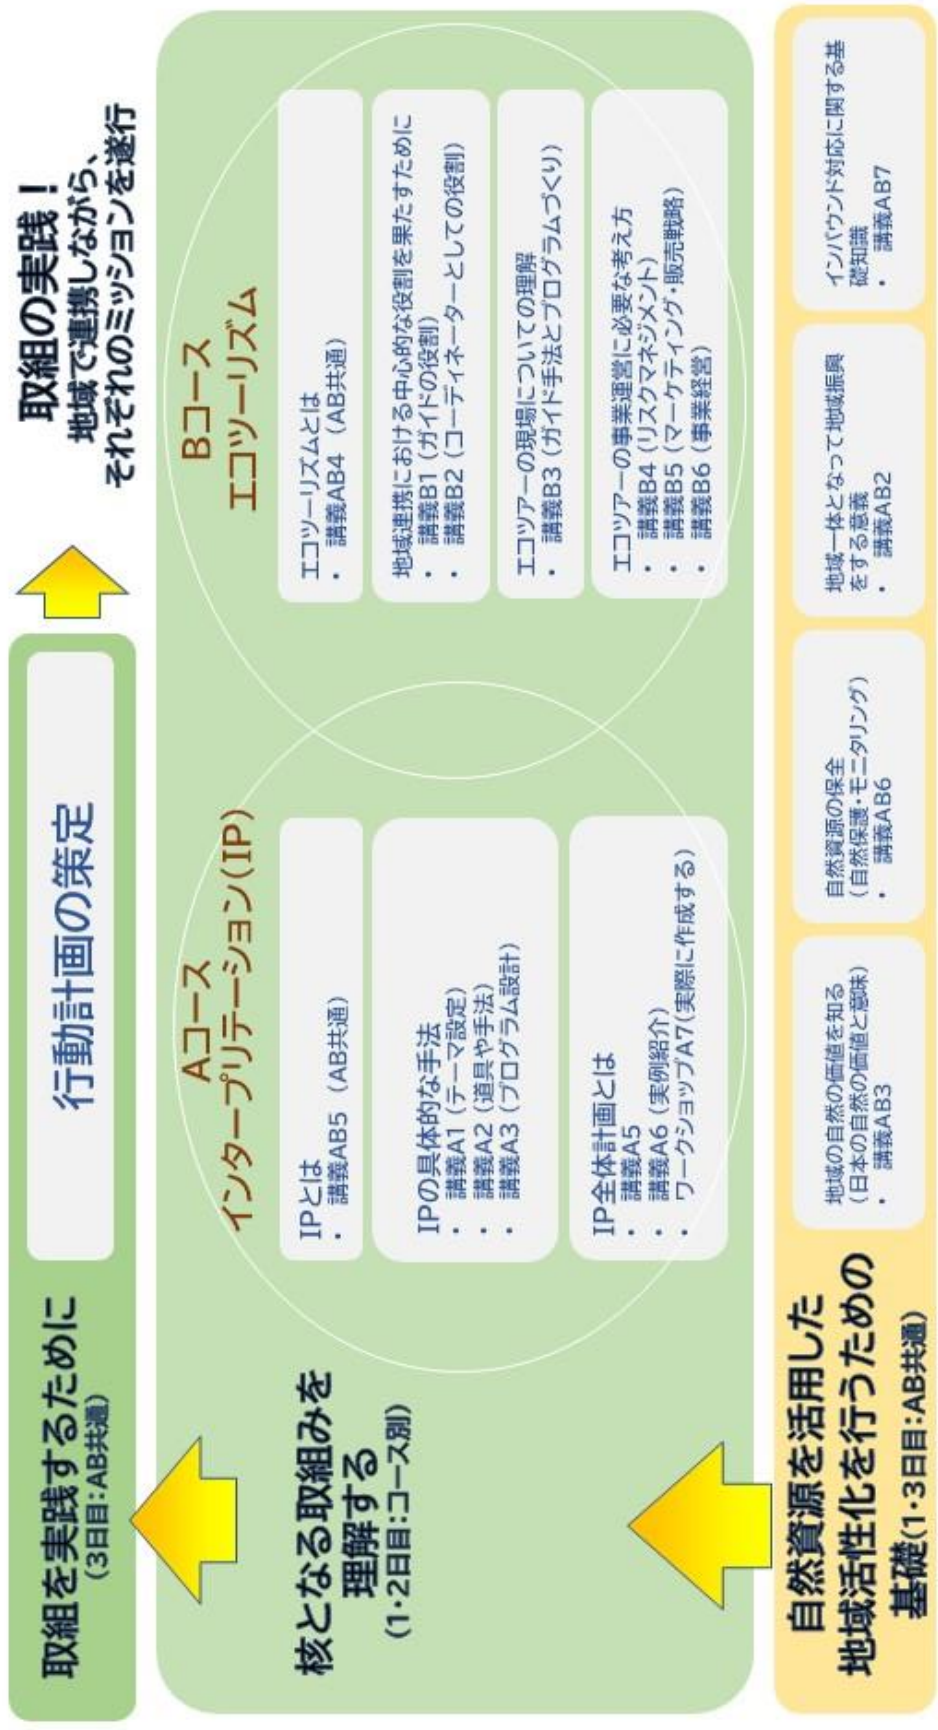 取組を実践するために
(3日目:AB共通)
行動計画の策定
取組の実践!
地域で連携しながら、
それぞれのミッションを遂行
核となる取組みを
理解する
(1・2日目:コース別)
Aコース
インタープリテーション(IP)
IPとは
• 講義AB5(AB共通)
IPの具体的な手法
• 講義A1(テーマ設定)
• 講義A2(道具や手法)
• 講義A3(プログラム設計)
IP全体計画とは
• 講義A5
• 講義A6(実例紹介)
• ワークショップA7(実際に作成する)
Bコース
エコツーリズム
エコツーリズムとは
• 講義AB4(AB共通)
地域連携における中心的な役割を果たすために
• 講義B1(ガイドの役割)
• 講義B2(コーディネーターとしての役割)
エコツアーの現場についての理解
• 講義B3(ガイド手法とプログラムづくり)
エコツアーの事業運営に必要な考え方
• 講義B4(リスクマネジメント)
• 講義B5(マーケティング・販売戦略)
• 講義B6(事業経営)
自然資源を活用した
地域活性化を行うための
基礎(1・3日目:AB共通)
地域の自然の価値を知る
(日本の自然の価値と意味)
• 講義AB3
自然資源の保全
(自然保護・モニタリング)
• 講義AB6
地域一体となって地域振興
をする意義
• 講義AB2
インバウンド対応に関する基
礎知識
• 講義AB7